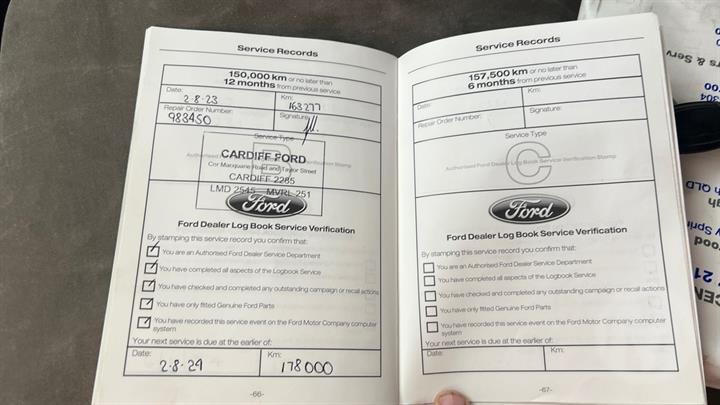 Service Records
150,000 km or no later than
12 months from previous service
Date:
2·8·23
Km:
163277
Repair Order Number:
983450
Signature:
Service Type
B
Authorised Ford Dealer Log Book Service Verification Stamp
CARDIFF FORD
Cor Macquarie Road and Taylor Street
CARDIFF 2285
LMD 2545 MVRL 251
Ford
Ford Dealer Log Book Service Verification
By stamping this service record you confirm that:
You are an Authorised Ford Dealer Service Department
You have completed all aspects of the Logbook Service
You have checked and completed any outstanding campaign or recall actions
You have only fitted Genuine Ford Parts
You have recorded this service event on the Ford Motor Company computer
system
Your next service is due at the earlier of:
Date:
2·8·24
Km:
178000
-66-
Service Records
157,500 km or no later than
6 months from previous service
Date:
Km:
Repair Order Number:
Signature:
Service Type
C
Authorised Ford Dealer Log Book Service Verification Stamp
Ford
Ford Dealer Log Book Service Verification
By stamping this service record you confirm that:
You are an Authorised Ford Dealer Service Department
You have completed all aspects of the Logbook Service
You have checked and completed any outstanding campaign or recall actions
You have only fitted Genuine Ford Parts
You have recorded this service event on the Ford Motor Company computer
system
Your next service is due at the earlier of:
Date:
Km:
-67-
rs & Serv
QLD
Sprin